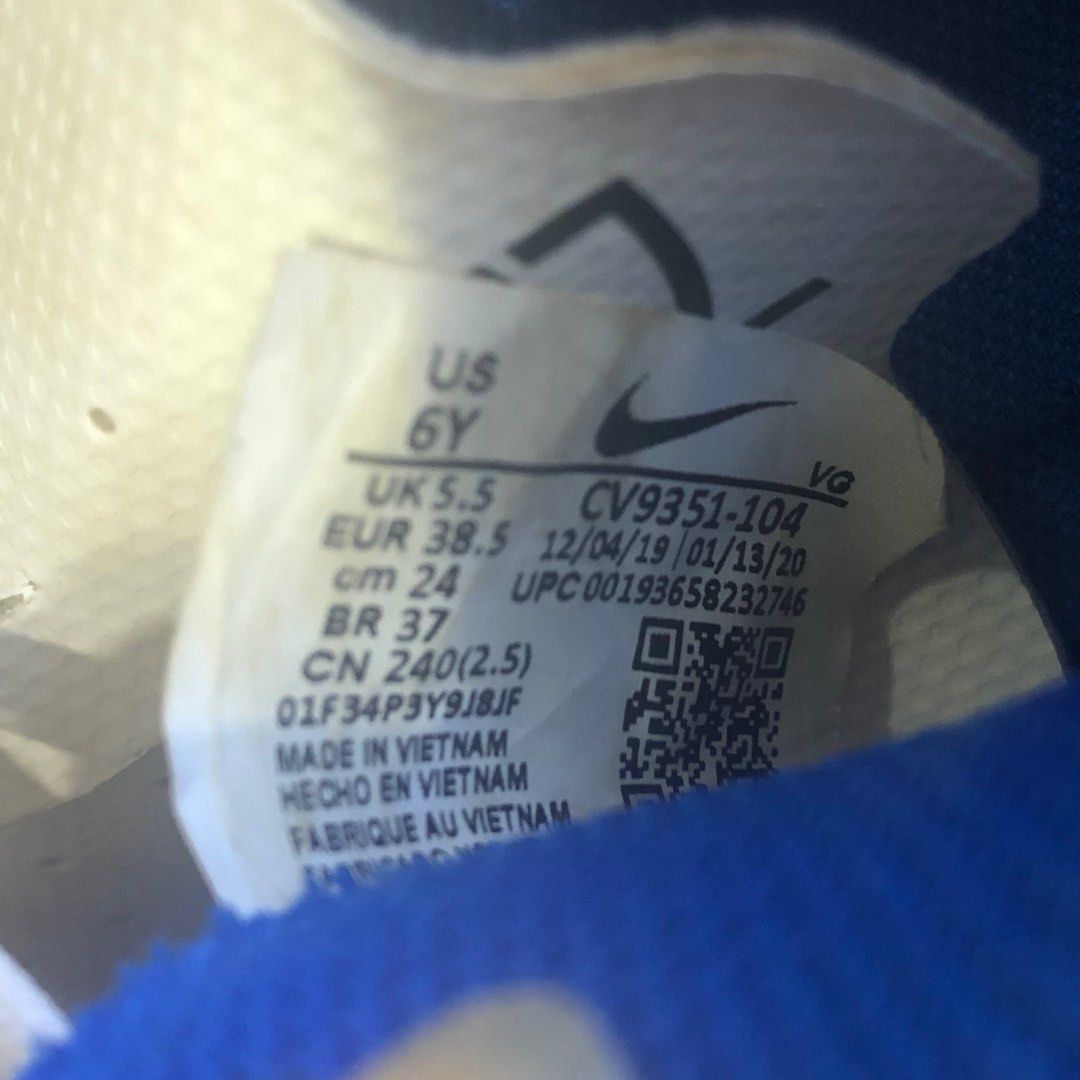 US
6Y
VG
UK 5.5
EUR 38.5
cm 24
BR 37
CN 240(2.5)
CV9351-104
12/04/19 | 01/13/20
UPC 00193658232746
01F34P3Y9J8JF
MADE IN VIETNAM
HECHO EN VIETNAM
FABRIQUE AU VIETNAM